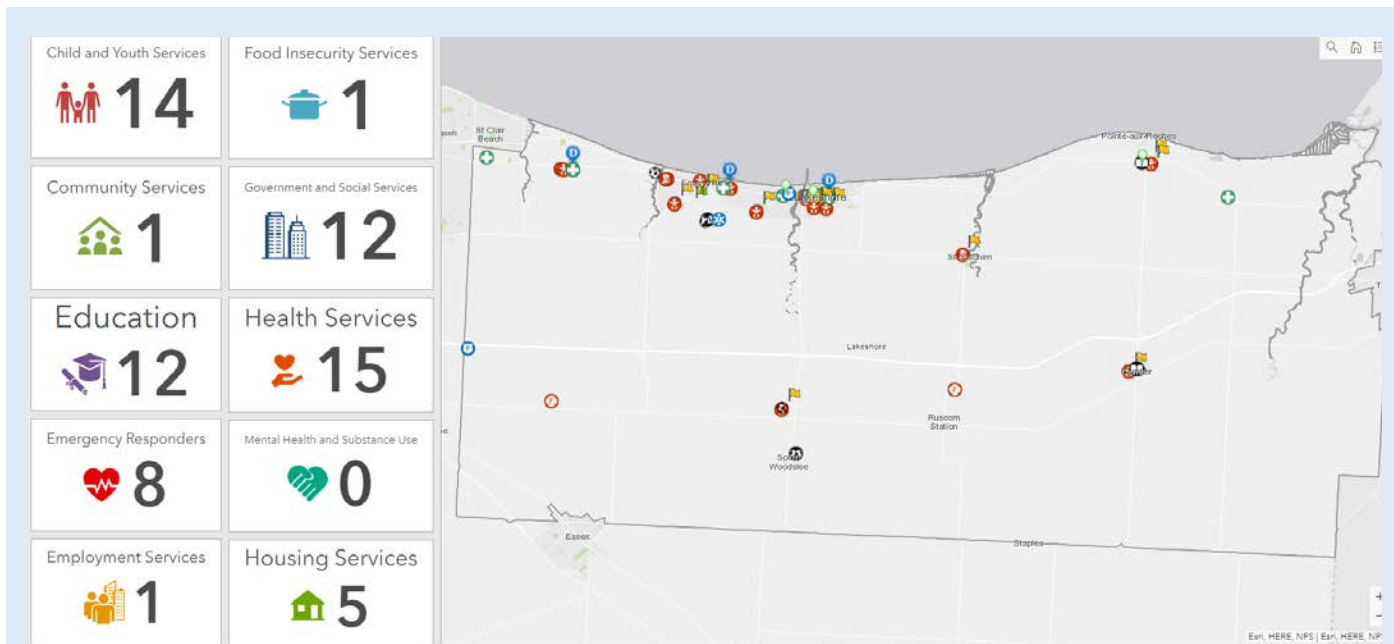 Child and Youth Services
14
Food Insecurity Services
1
Community Services
1
Government and Social Services
12
Education
12
Health Services
15
Emergency Responders
8
Mental Health and Substance Use
0
Employment Services
1
Housing Services
5
St Clair
Beach
Pointe-aux-Roches
Lakeshore
Lakeshore
Ruscom
Station
Woodslee
Essex
Staples
D
D
D
Esri, HERE, NPS | Esri, HERE, NP